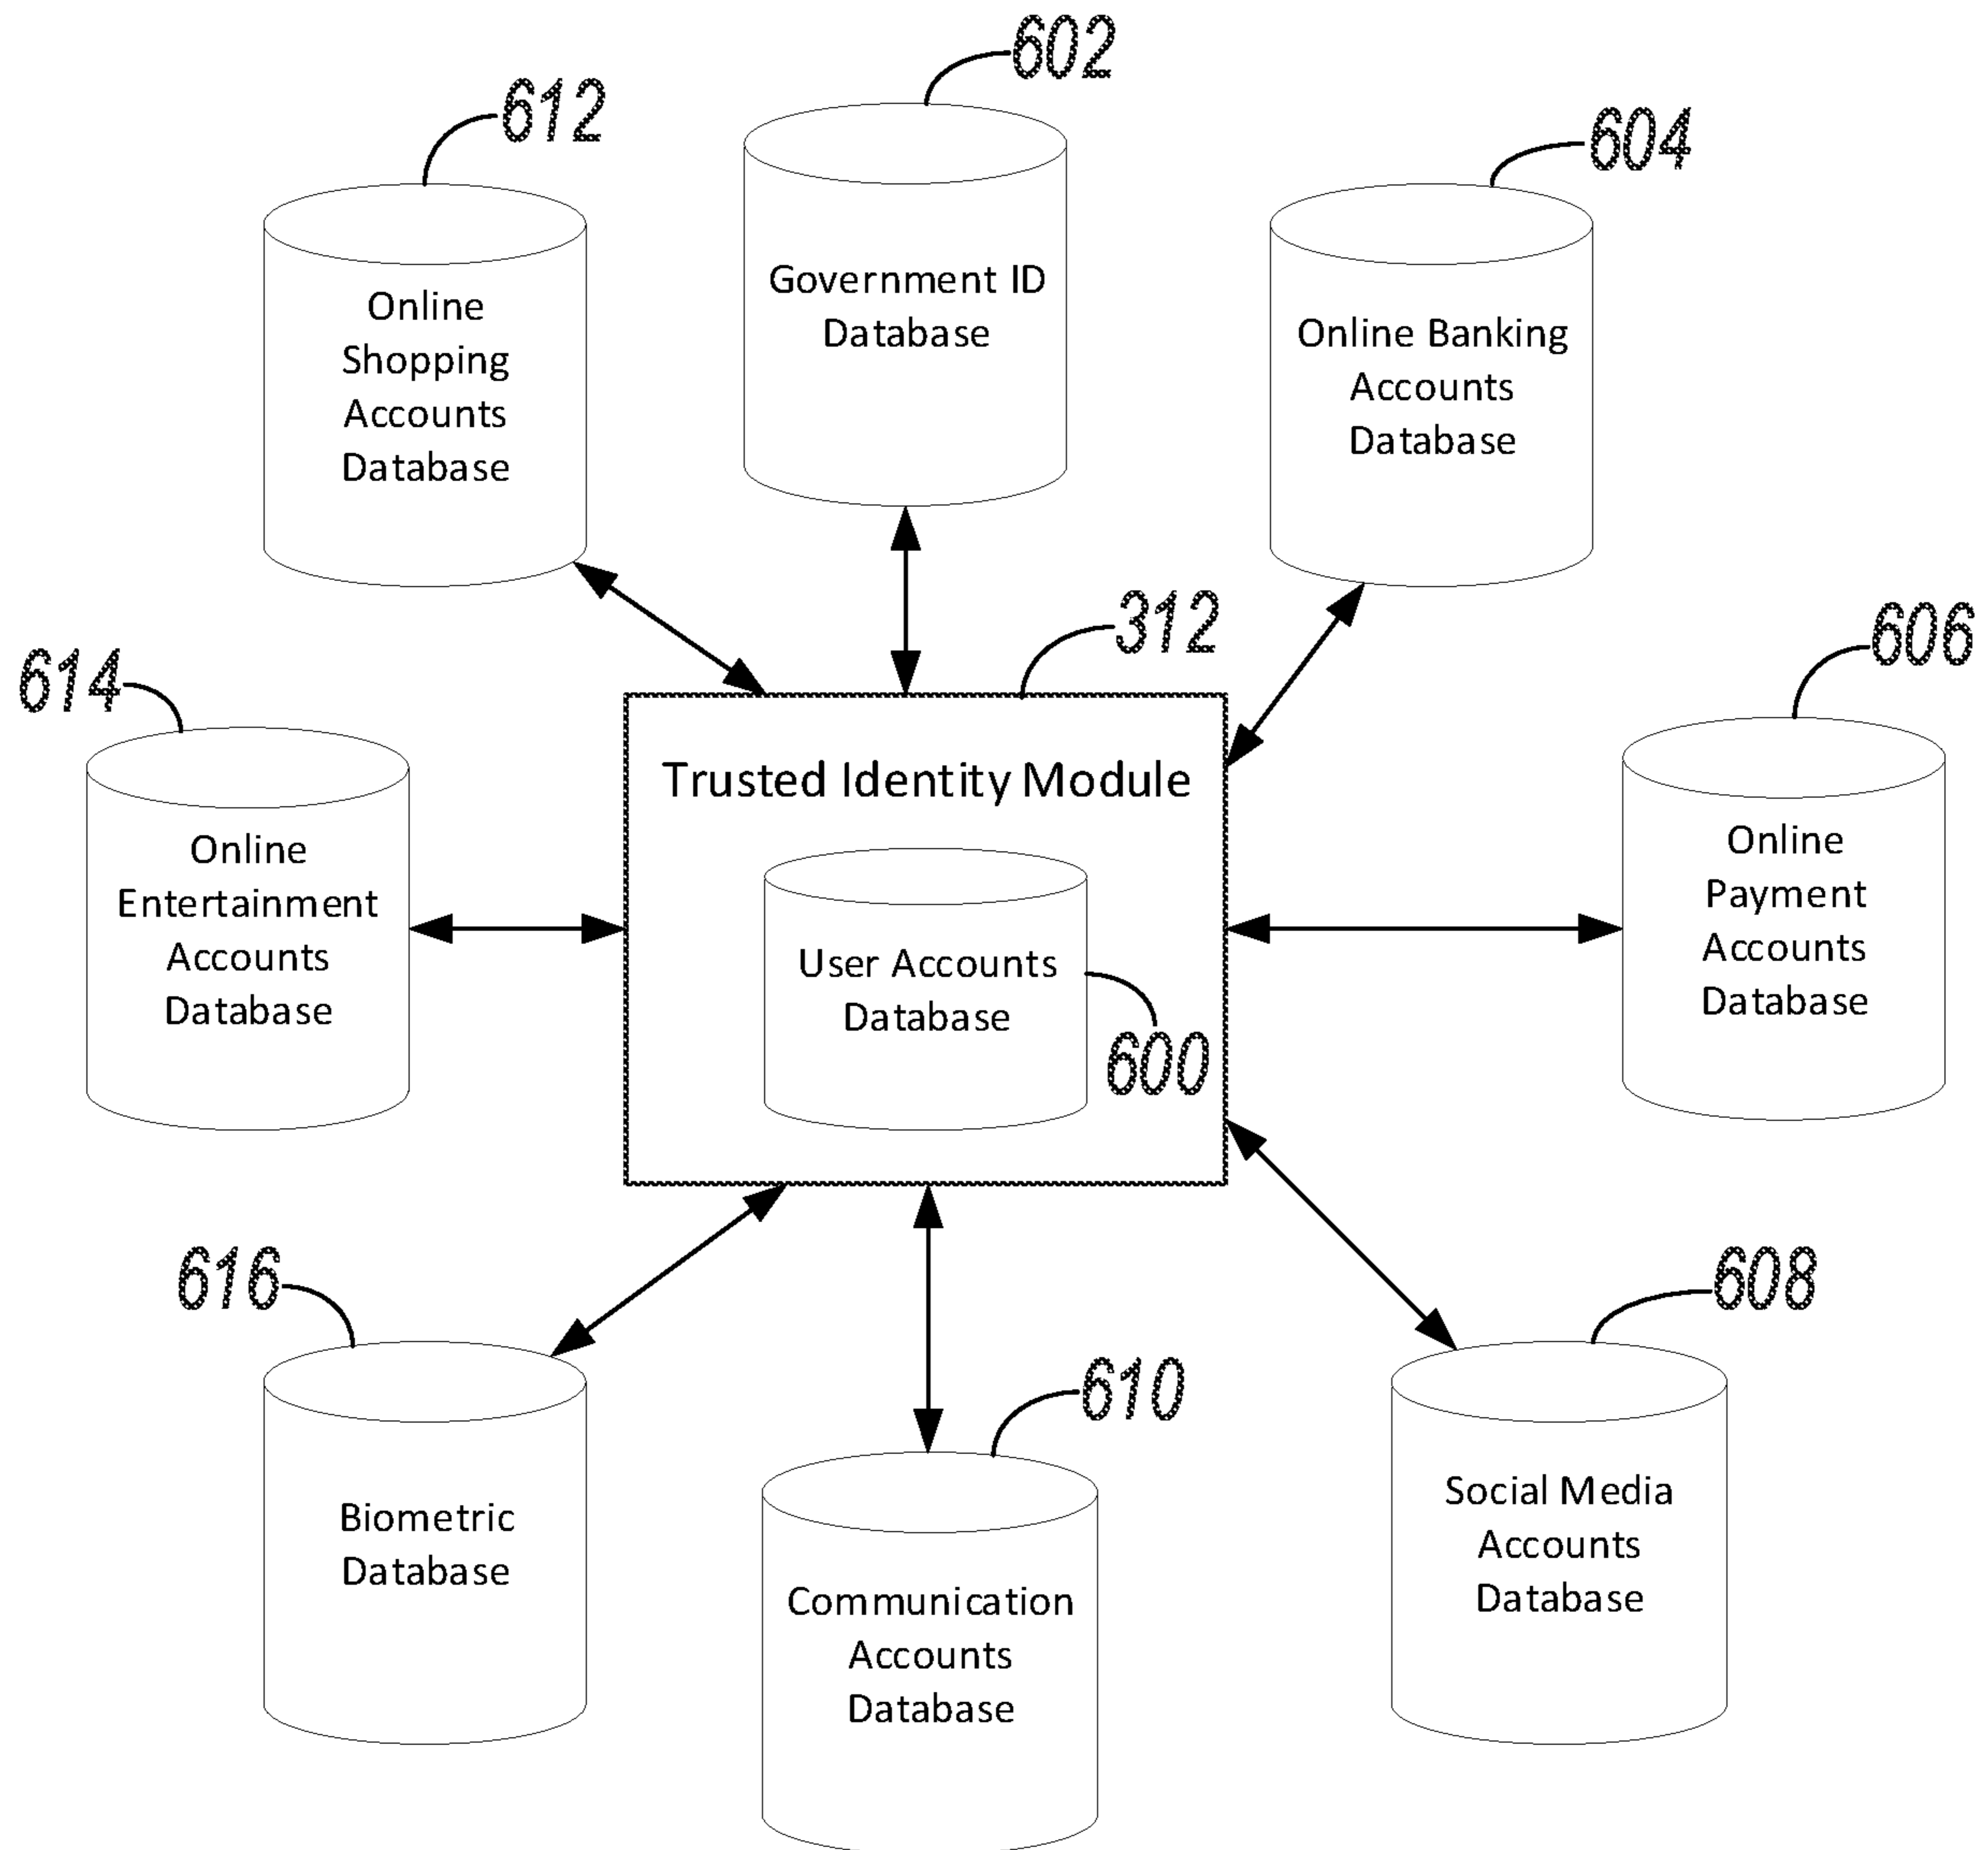 602
612
604
Government ID
Database
Online
Shopping
Accounts
Database
Online Banking
Accounts
Database
312
606
614
Trusted Identity Module
Online
Entertainment
Accounts
Database
Online
Payment
Accounts
Database
User Accounts
Database
600
616
608
610
Biometric
Database
Social Media
Accounts
Database
Communication
Accounts
Database